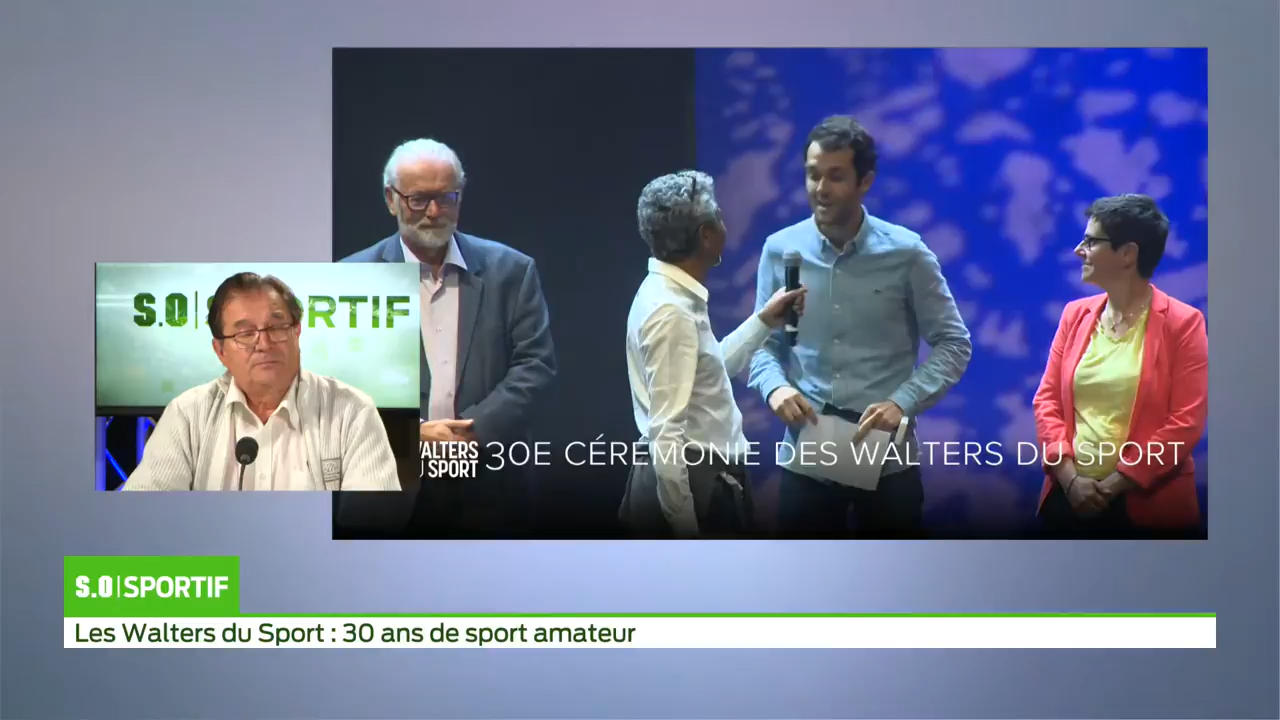 S.O|SPORTIF
WALTERS
DU SPORT
30E CÉRÉMONIE DES WALTERS DU SPORT
S.O|SPORTIF
Les Walters du Sport : 30 ans de sport amateur